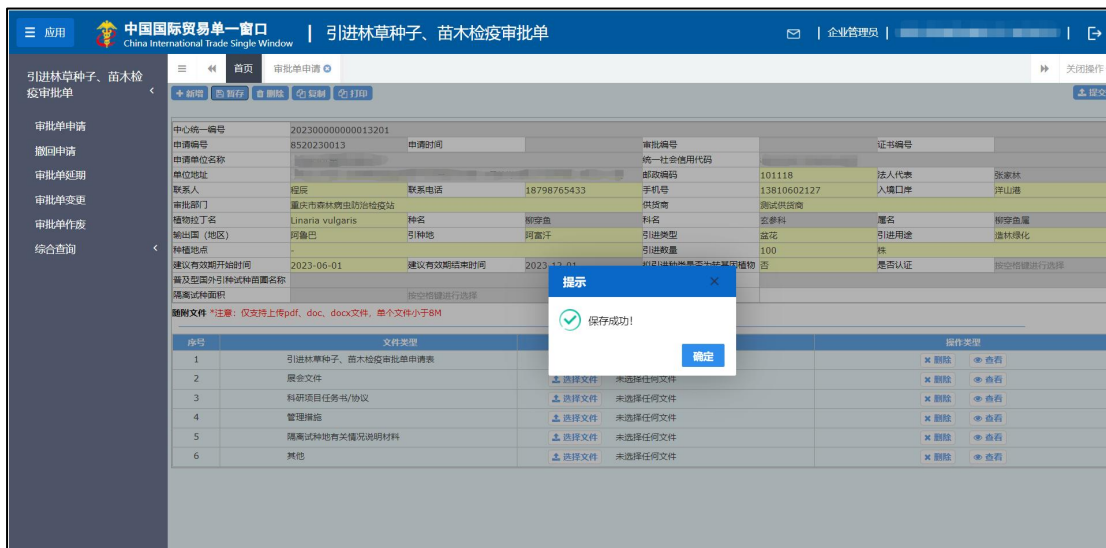 应用 中国国际贸易单一窗口 引进林草种子、苗木检疫审批单 企业管理员
China International Trade Single Window
引进林草种子、苗木检疫审批单
首页 审批单申请 关闭操作
新增 暂存 删除 复制 打印 提交
审批单申请
撤回申请
审批单延期
审批单变更
审批单作废
综合查询
中心统一编号 202300000000013201
申请编号 8520230013 申请时间 审批编号 证书编号
申请单位名称 统一社会信用代码
单位地址 邮政编码 101118 法人代表 张家林
联系人 程辰 联系电话 18798765433 手机号 13810602127 入境口岸 洋山港
审批部门 重庆市森林病虫防治检疫站 供货商 测试供货商
植物拉丁名 Linaria vulgaris 种名 柳穿鱼 科名 玄参科 属名 柳穿鱼属
输出国（地区） 阿鲁巴 引种地 阿富汗 引进类型 盆花 引进用途 造林绿化
种植地点 - 引进数量 100 株
建议有效期开始时间 2023-06-01 建议有效期结束时间 2023-12-01 拟引进种类是否为转基因植物 否 是否认证 按空格键进行选择
普及型国外引种试种苗圃名称
隔离试种面积 按空格键进行选择
随附文件 *注意：仅支持上传pdf、doc、docx文件，单个文件小于8M
提示
保存成功!
确定
序号 文件类型 操作类型
1 引进林草种子、苗木检疫审批单申请表 删除 查看
2 展会文件 选择文件 未选择任何文件 删除 查看
3 科研项目任务书/协议 选择文件 未选择任何文件 删除 查看
4 管理措施 选择文件 未选择任何文件 删除 查看
5 隔离试种地有关情况说明材料 选择文件 未选择任何文件 删除 查看
6 其他 选择文件 未选择任何文件 删除 查看